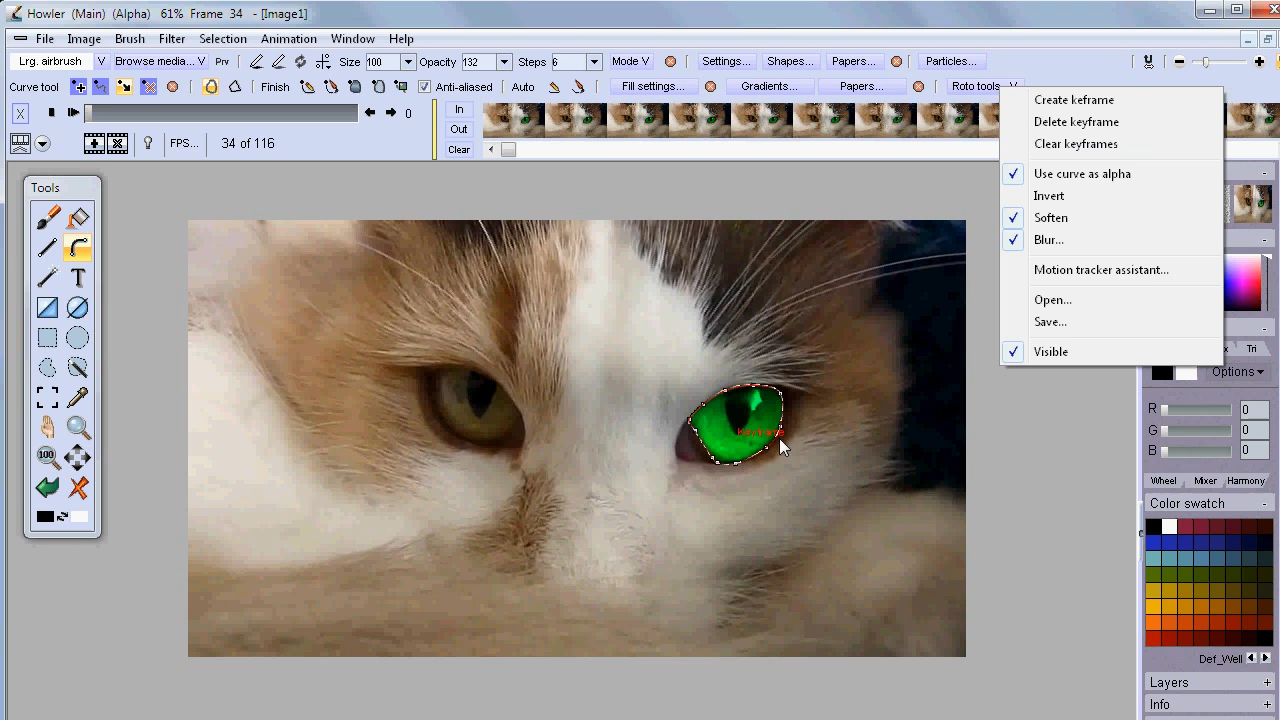 Howler (Main) (Alpha) 61% Frame 34 - [Image1]
File Image Brush Filter Selection Animation Window Help
Lrg. airbrush V Browse media... V Prv Size 100 Opacity 132 Steps 6 Mode V Settings... Shapes... Papers... Particles...
Curve tool Finish Anti-aliased Auto Fill settings... Gradients... Papers... Roto tools... V
X 0 In
Out
FPS... 34 of 116 Clear
Create keframe
Delete keyframe
Clear keyframes
Use curve as alpha
Invert
Soften
Blur...
Motion tracker assistant...
Open...
Save...
Visible
Tools
T
100
Keyframe
x Tri
Options
R 0
G 0
B 0
Wheel Mixer Harmony
Color swatch
Def_Well
Layers
Info